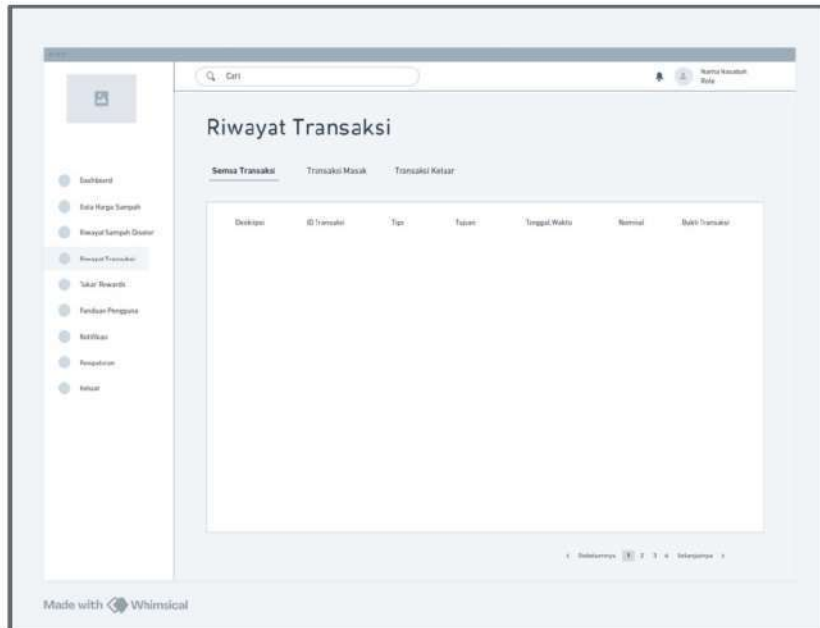 Cari
Nama Nasabah
Role
Riwayat Transaksi
Semua Transaksi
Transaksi Masuk
Transaksi Keluar
Dashboard
Data Harga Sampah
Riwayat Sampah Disetor
Riwayat Transaksi
Tukar Rewards
Panduan Pengguna
Notifikasi
Pengaturan
Keluar
Deskripsi
ID Transaksi
Tipe
Tujuan
Tanggal, Waktu
Nominal
Bukti Transaksi
< Sebelumnya 1 2 3 4 Selanjutnya >
Made with Whimsical